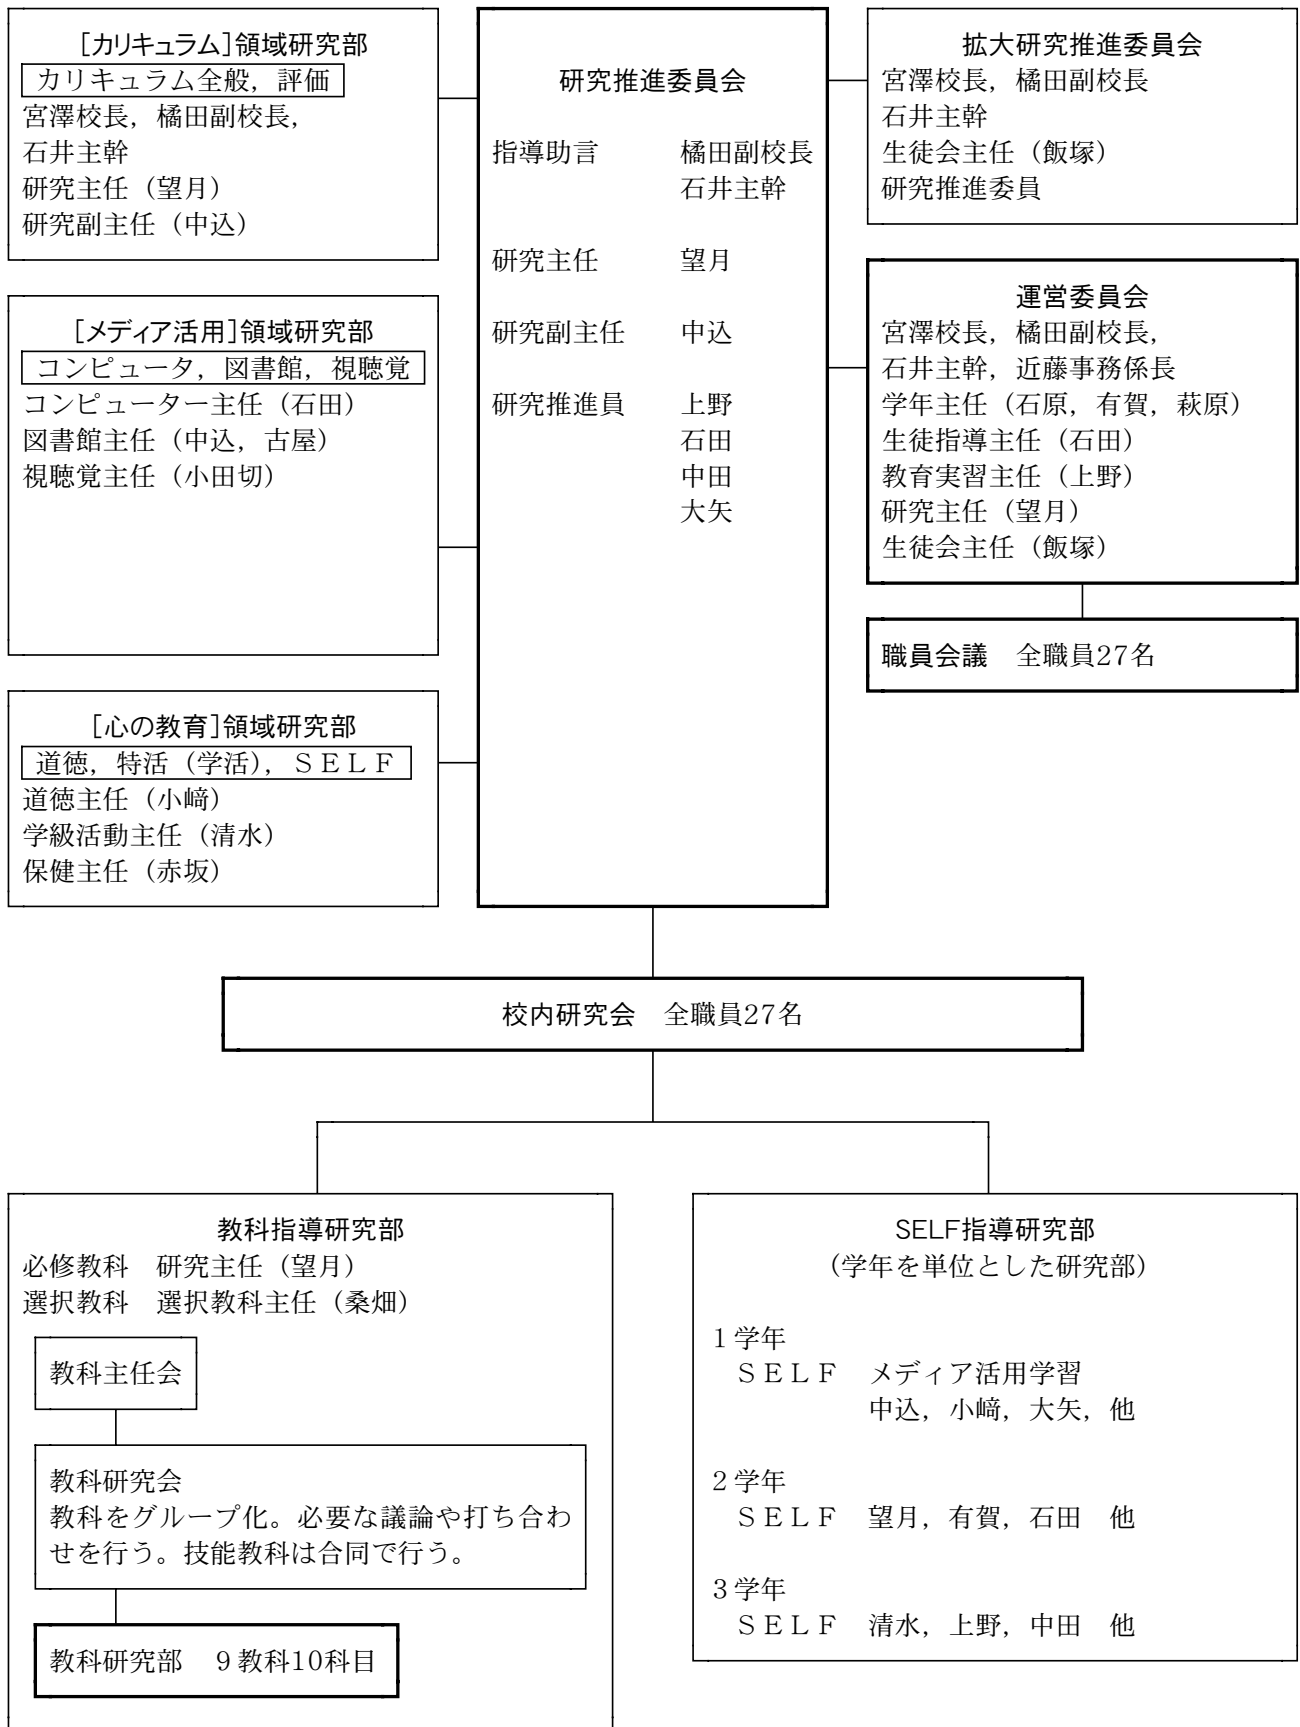 [カリキュラム]領域研究部
カリキュラム全般，評価
宮澤校長，橘田副校長，
石井主幹
研究主任（望月）
研究副主任（中込）
[メディア活用]領域研究部
コンピュータ，図書館，視聴覚
コンピューター主任（石田）
図書館主任（中込，古屋）
視聴覚主任（小田切）
[心の教育]領域研究部
道徳，特活（学活），ＳＥＬＦ
道徳主任（小﨑）
学級活動主任（清水）
保健主任（赤坂）
研究推進委員会
指導助言　橘田副校長
石井主幹
研究主任　望月
研究副主任　中込
研究推進員　上野
石田
中田
大矢
拡大研究推進委員会
宮澤校長，橘田副校長
石井主幹
生徒会主任（飯塚）
研究推進委員
運営委員会
宮澤校長，橘田副校長，
石井主幹，近藤事務係長
学年主任（石原，有賀，萩原）
生徒指導主任（石田）
教育実習主任（上野）
研究主任（望月）
生徒会主任（飯塚）
職員会議　全職員27名
校内研究会　全職員27名
教科指導研究部
必修教科　研究主任（望月）
選択教科　選択教科主任（桑畑）
教科主任会
教科研究会
教科をグループ化。必要な議論や打ち合わ
せを行う。技能教科は合同で行う。
教科研究部　９教科10科目
SELF指導研究部
（学年を単位とした研究部）
１学年
ＳＥＬＦ　メディア活用学習
中込，小﨑，大矢，他
２学年
ＳＥＬＦ　望月，有賀，石田　他
３学年
ＳＥＬＦ　清水，上野，中田　他